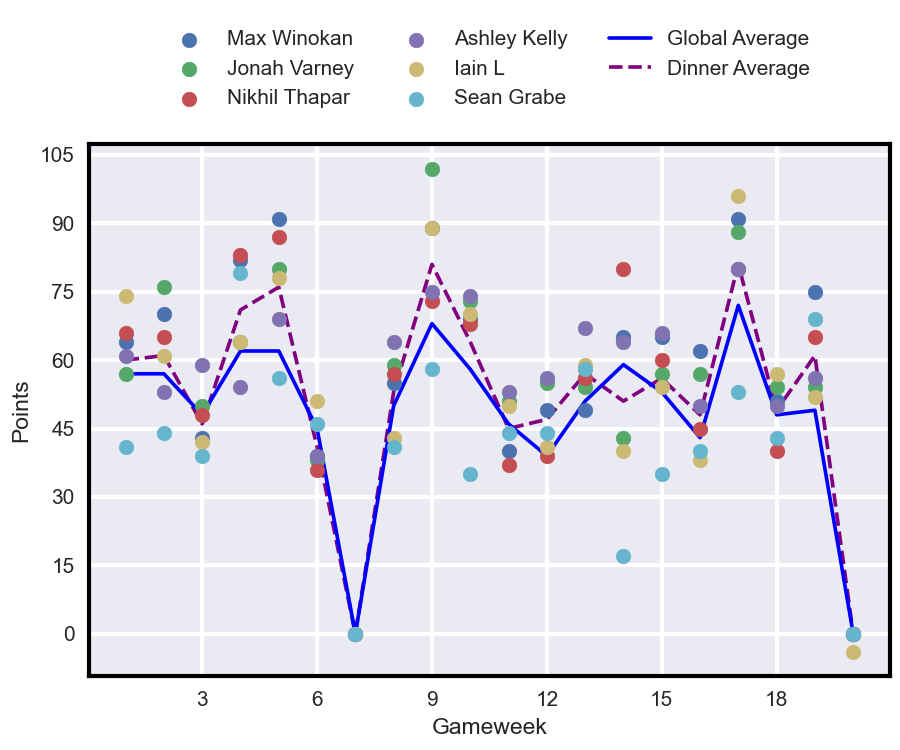 Max Winokan
Jonah Varney
Nikhil Thapar
Ashley Kelly
Iain L
Sean Grabe
Global Average
Dinner Average
105
90
75
60
45
30
15
0
Points
3 6 9 12 15 18
Gameweek